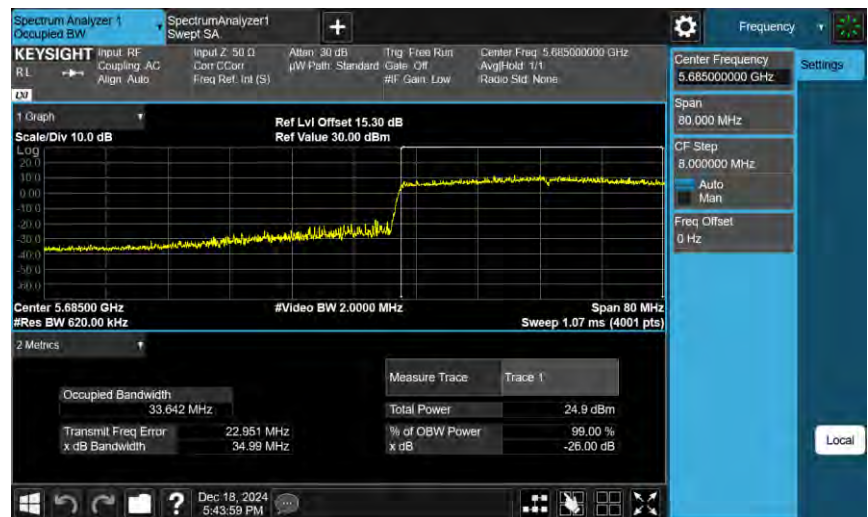 Spectrum Analyzer 1
Occupied BW
SpectrumAnalyzer1
Swept SA
+
Frequency
KEYSIGHT
RL
LXI
Input: RF
Coupling: AC
Align: Auto
Input Z: 50 Ω
Corr CCorr
Freq Ref: Int (S)
Atten: 30 dB
µW Path: Standard
Trig: Free Run
Gate: Off
#IF Gain: Low
Center Freq: 5.685000000 GHz
Avg|Hold: 1/1
Radio Std: None
Center Frequency
5.685000000 GHz
Settings
Span
80.000 MHz
CF Step
8.000000 MHz
Auto
Man
Freq Offset
0 Hz
1 Graph
Scale/Div 10.0 dB
Ref Lvl Offset 15.30 dB
Ref Value 30.00 dBm
Log
20.0
10.0
0.00
-10.0
-20.0
-30.0
-40.0
-50.0
-60.0
Center 5.68500 GHz
#Res BW 620.00 kHz
#Video BW 2.0000 MHz
Span 80 MHz
Sweep 1.07 ms (4001 pts)
2 Metrics
Measure Trace
Trace 1
Occupied Bandwidth
33.642 MHz
Total Power
24.9 dBm
Transmit Freq Error
22.951 MHz
% of OBW Power
99.00 %
x dB Bandwidth
34.99 MHz
x dB
-26.00 dB
Local
?
Dec 18, 2024
5:43:59 PM